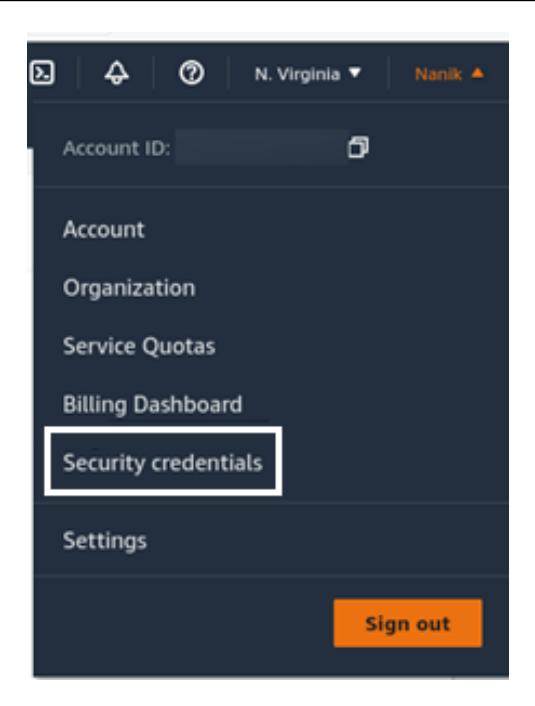 N. Virginia ▼ Nanik ▲
Account ID:
Account
Organization
Service Quotas
Billing Dashboard
Security credentials
Settings
Sign out